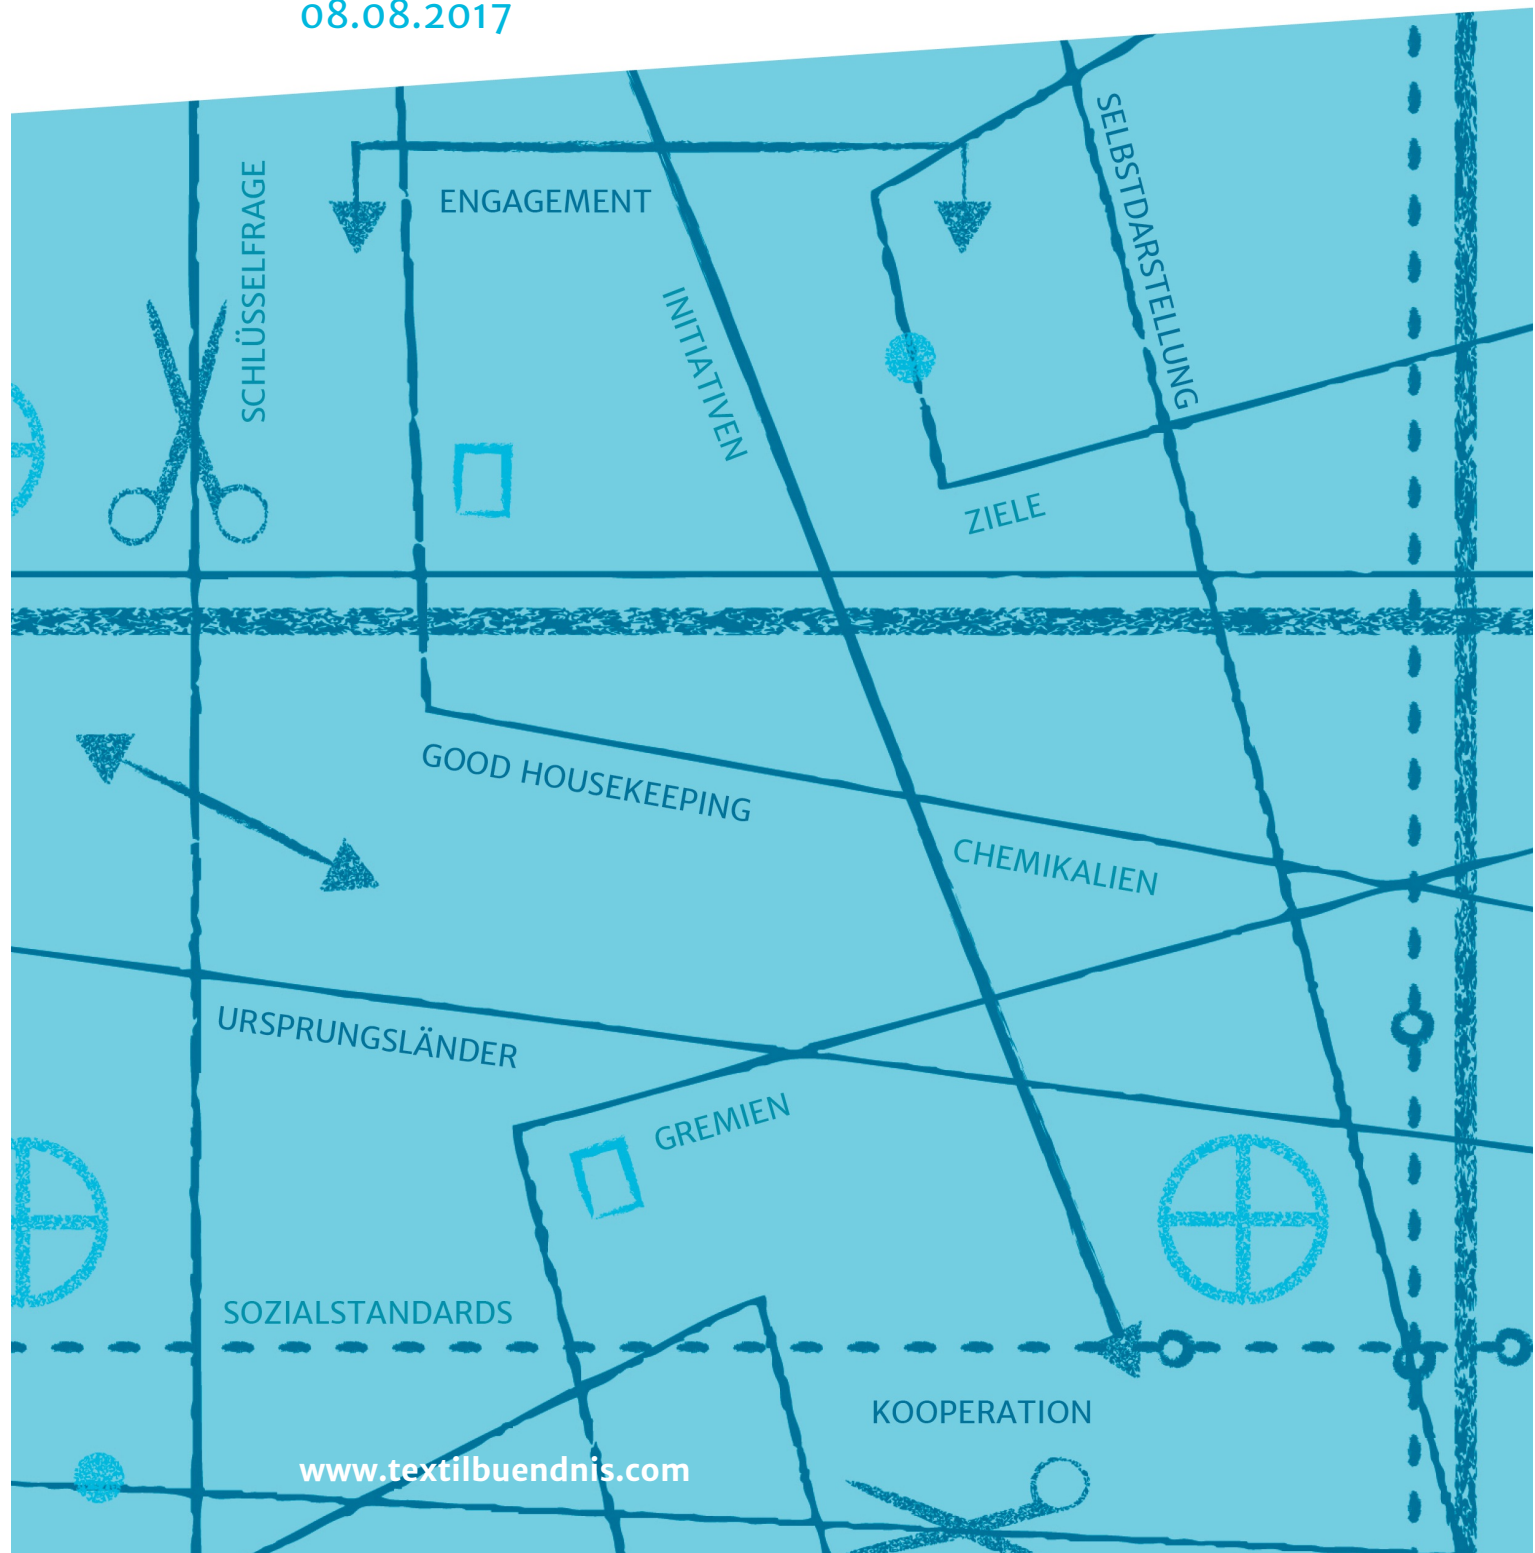 08.08.2017
SELBSTDARSTELLUNG
SCHLÜSSELFRAGE
ENGAGEMENT
INITIATIVEN
ZIELE
GOOD HOUSEKEEPING
CHEMIKALIEN
URSPRUNGSLÄNDER
GREMIEN
SOZIALSTANDARDS
KOOPERATION
www.textilbuendnis.com